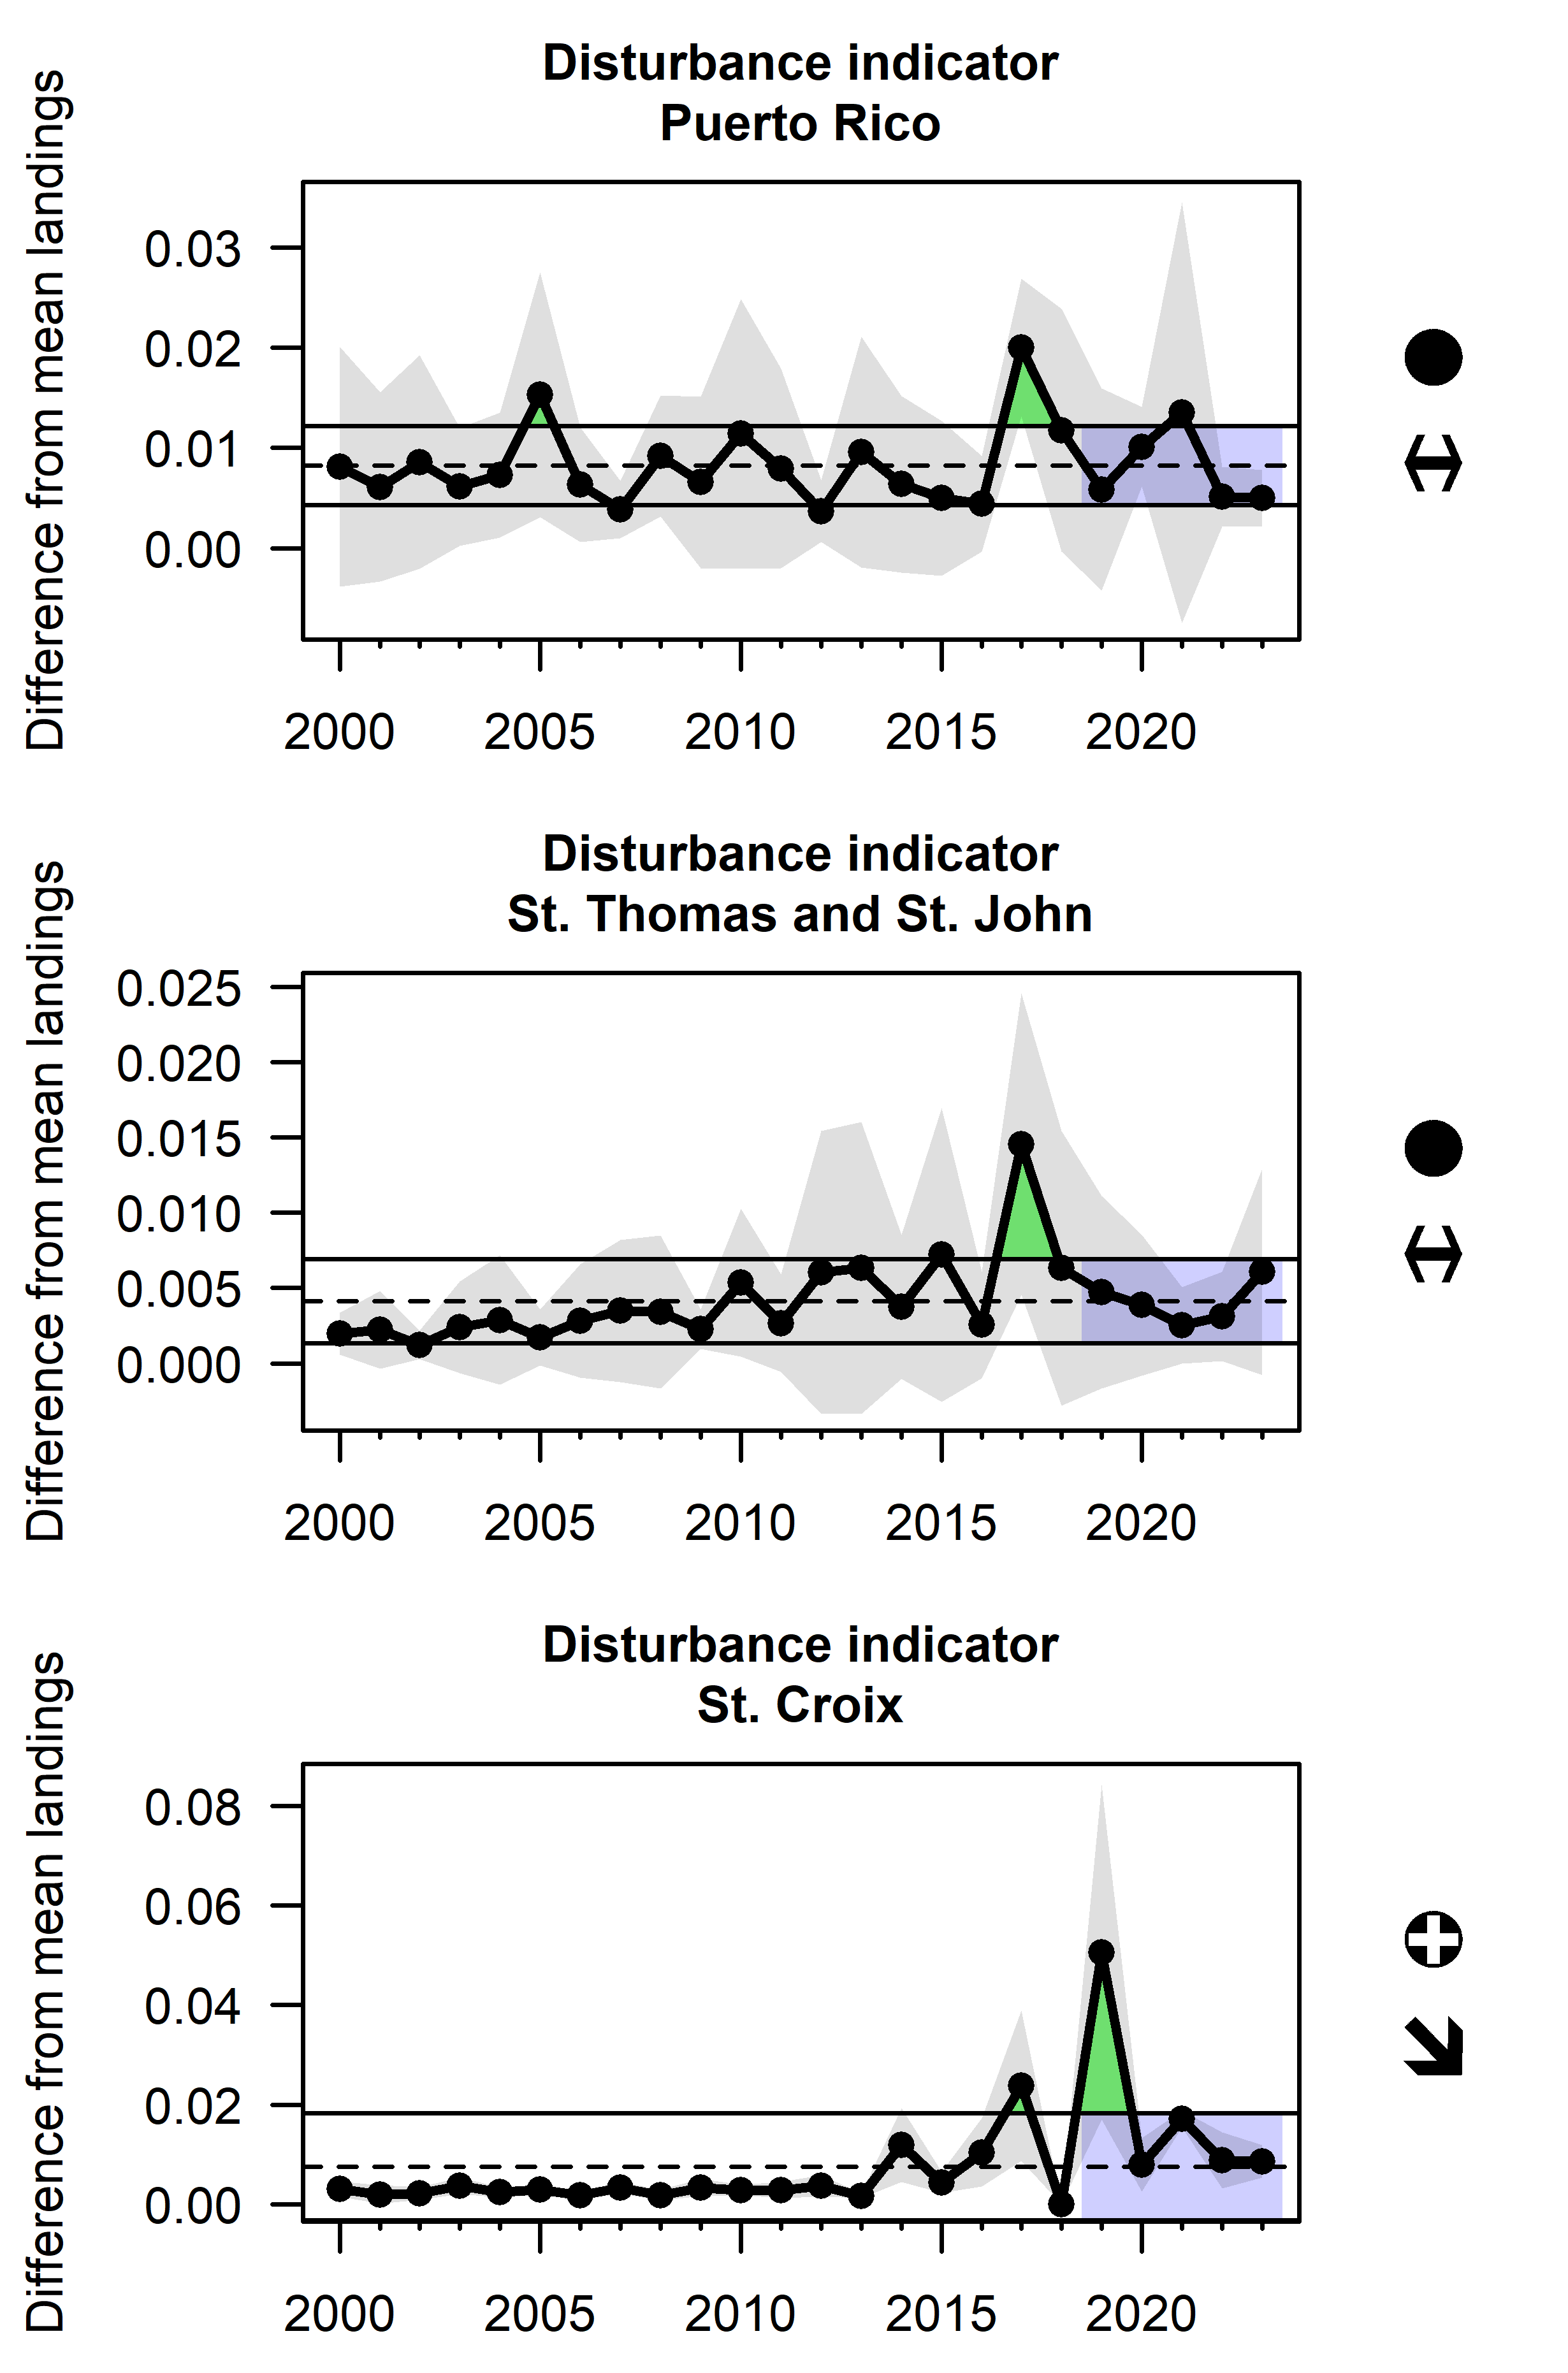 Disturbance indicator
Puerto Rico
Difference from mean landings
0.03
0.02
0.01
0.00
2000 2005 2010 2015 2020
Disturbance indicator
St. Thomas and St. John
Difference from mean landings
0.025
0.020
0.015
0.010
0.005
0.000
2000 2005 2010 2015 2020
Disturbance indicator
St. Croix
Difference from mean landings
0.08
0.06
0.04
0.02
0.00
2000 2005 2010 2015 2020